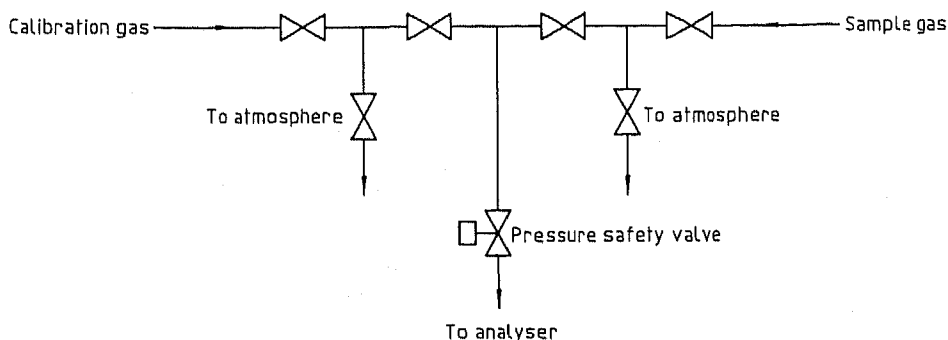 Calibration gas
Sample gas
To atmosphere
To atmosphere
Pressure safety valve
To analyser